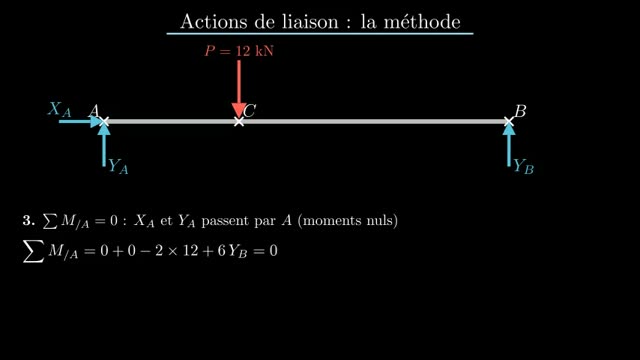 Actions de liaison : la méthode
P = 12 kN
X_A A C B
Y_A Y_B
3. ∑ M_{/A} = 0 : X_A et Y_A passent par A (moments nuls)
∑ M_{/A} = 0 + 0 − 2 × 12 + 6 Y_B = 0